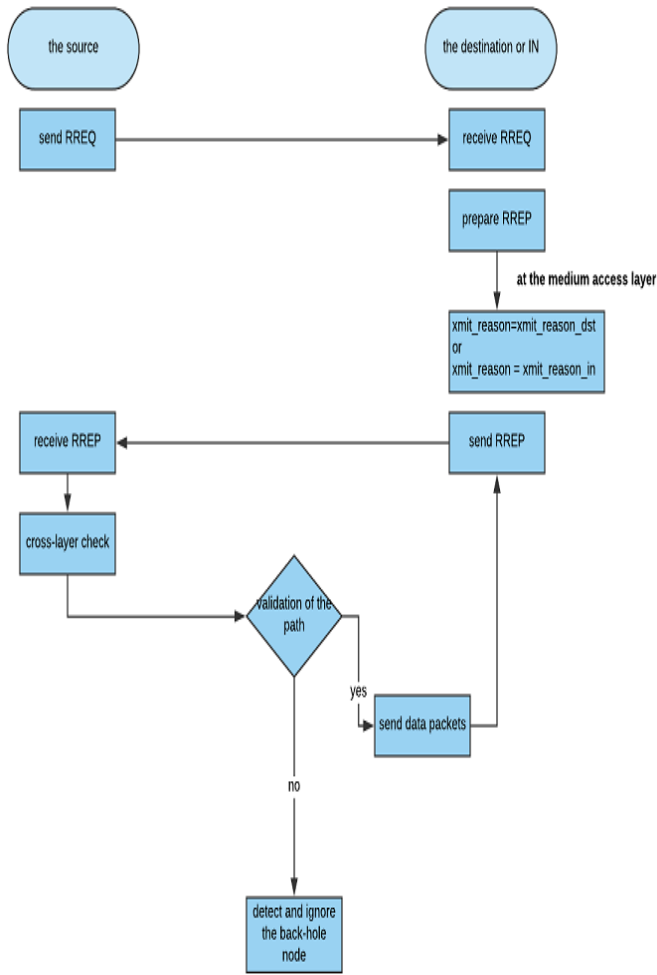 the source
the destination or IN
send RREQ
receive RREQ
prepare RREP
at the medium access layer
xmit_reason=xmit_reason_dst
or
xmit_reason = xmit_reason_in
receive RREP
send RREP
cross-layer check
validation of the
path
yes
send data packets
no
detect and ignore
the back-hole
node